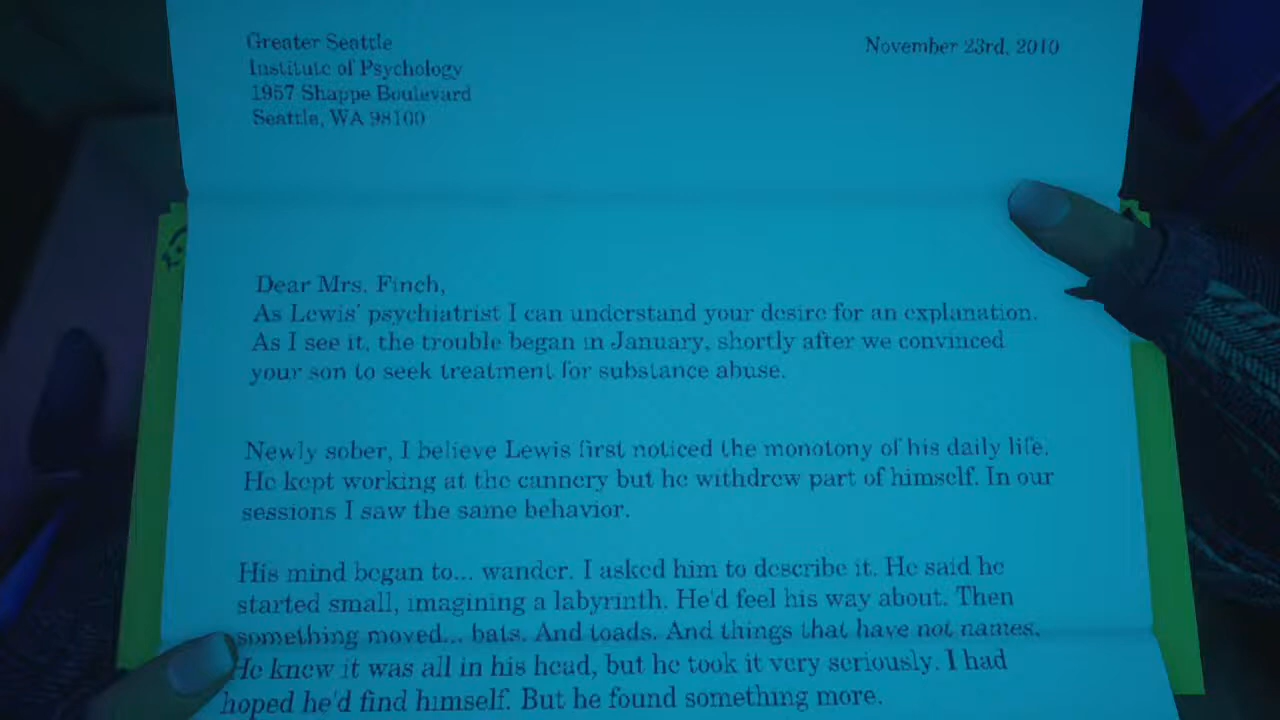 Greater Seattle
Institute of Psychology
1957 Shappe Boulevard
Seattle, WA 98100
November 23rd, 2010
Dear Mrs. Finch,
As Lewis' psychiatrist I can understand your desire for an explanation.
As I see it, the trouble began in January, shortly after we convinced
your son to seek treatment for substance abuse.
Newly sober, I believe Lewis first noticed the monotony of his daily life.
He kept working at the cannery but he withdrew part of himself. In our
sessions I saw the same behavior.
His mind began to... wander. I asked him to describe it. He said he
started small, imagining a labyrinth. He'd feel his way about. Then
something moved... bats. And toads. And things that have not names.
He knew it was all in his head, but he took it very seriously. I had
hoped he'd find himself. But he found something more.